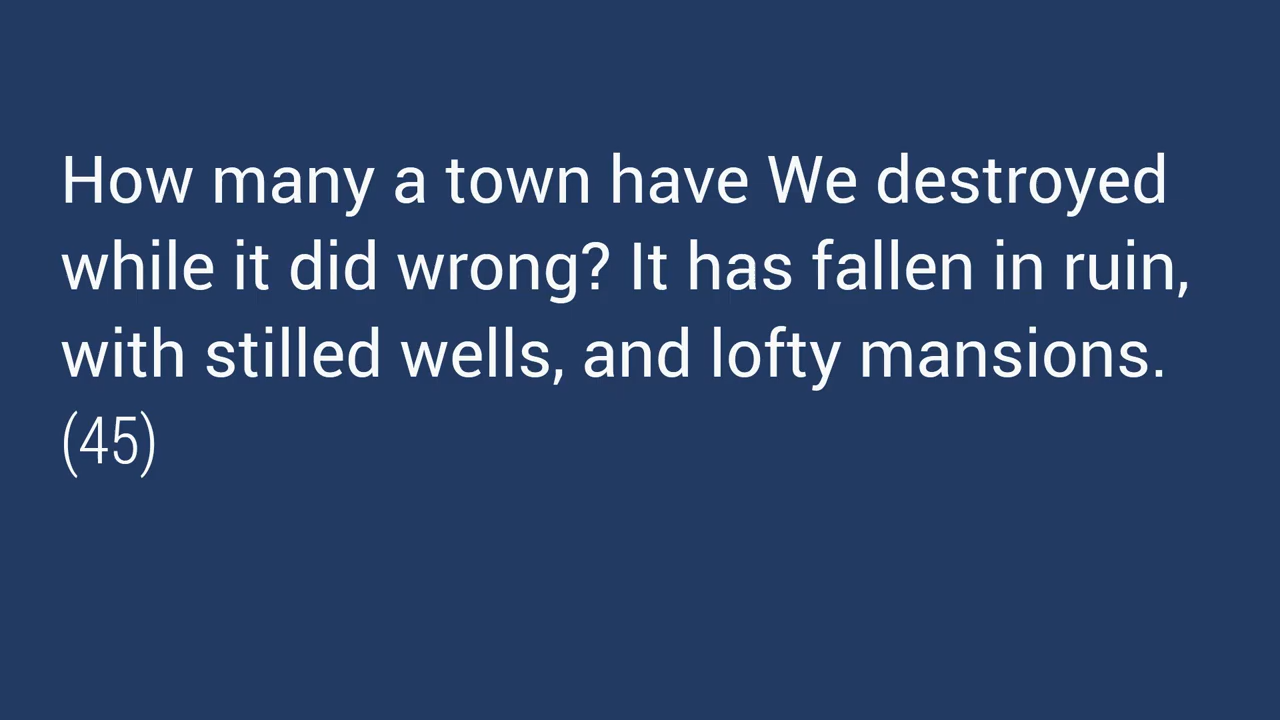 How many a town have We destroyed
while it did wrong? It has fallen in ruin,
with stilled wells, and lofty mansions.
(45)